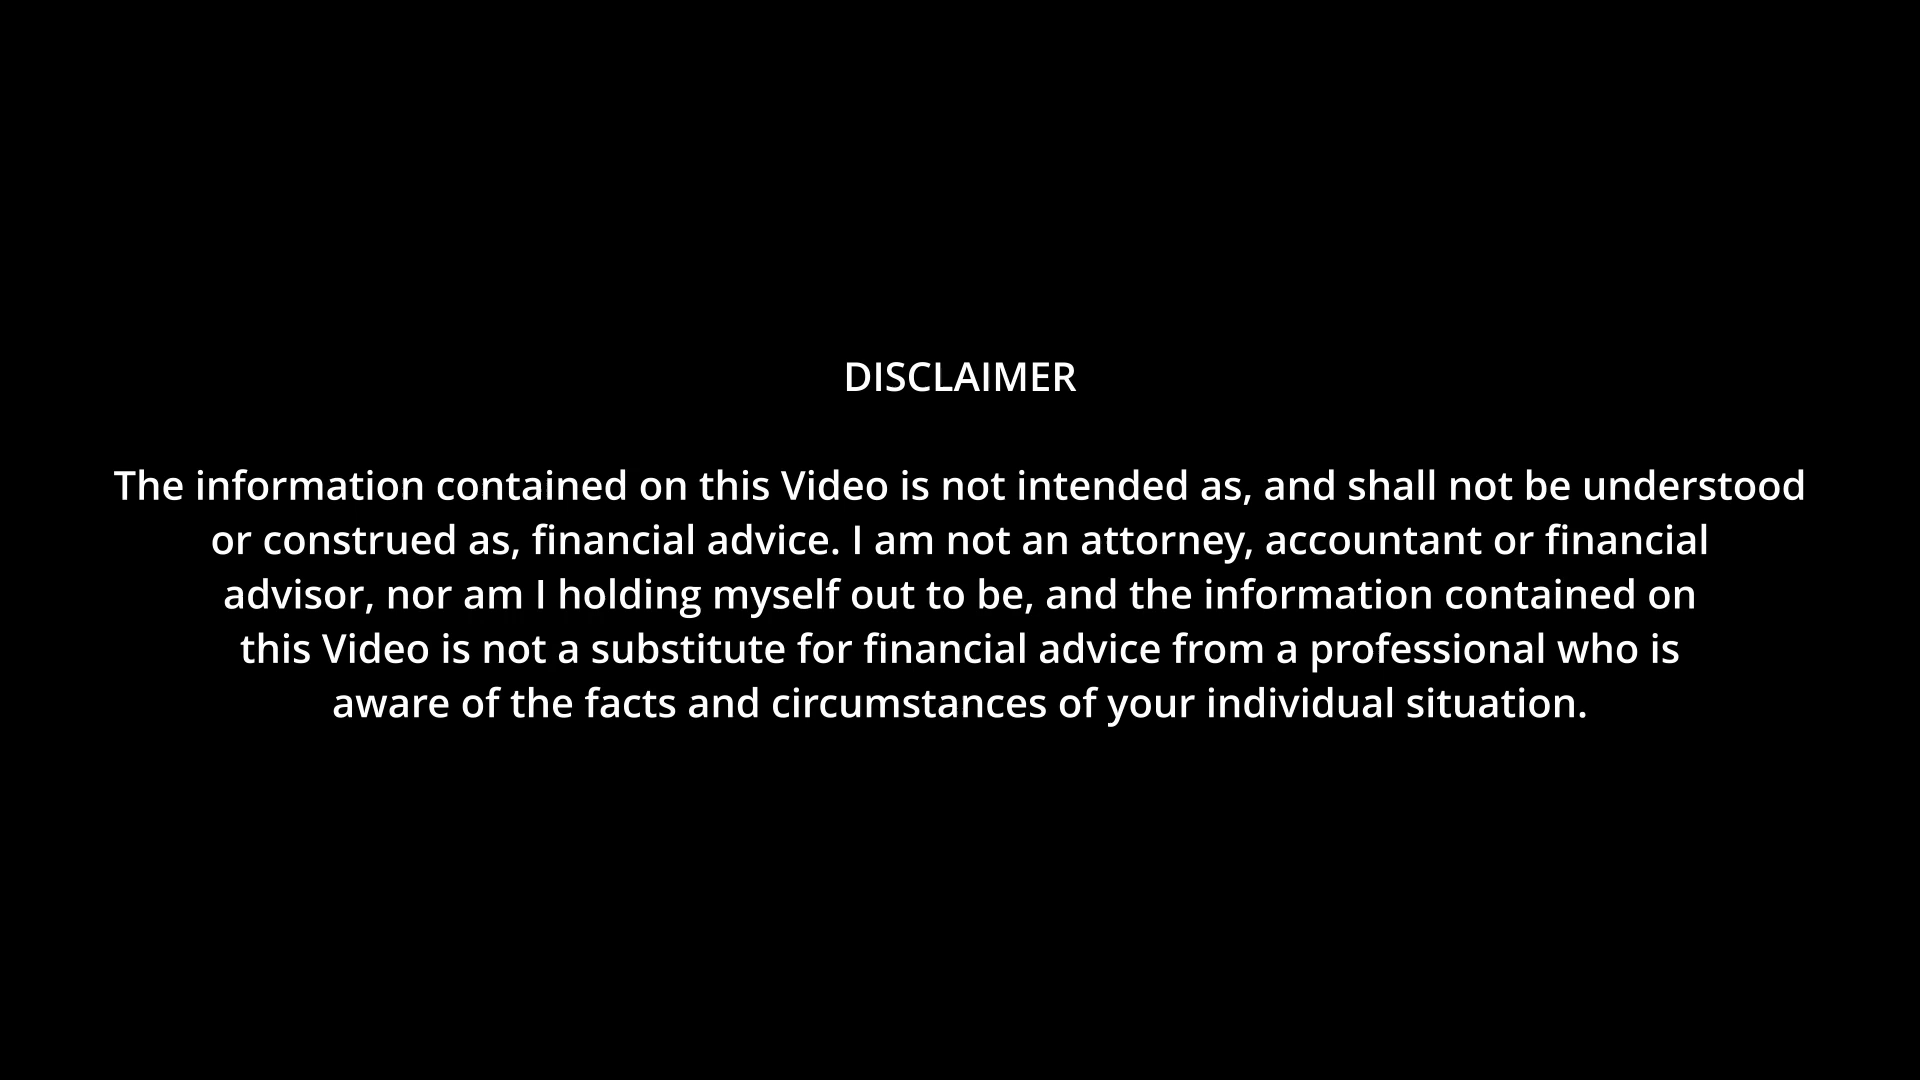 DISCLAIMER
The information contained on this Video is not intended as, and shall not be understood
or construed as, financial advice. I am not an attorney, accountant or financial
advisor, nor am I holding myself out to be, and the information contained on
this Video is not a substitute for financial advice from a professional who is
aware of the facts and circumstances of your individual situation.